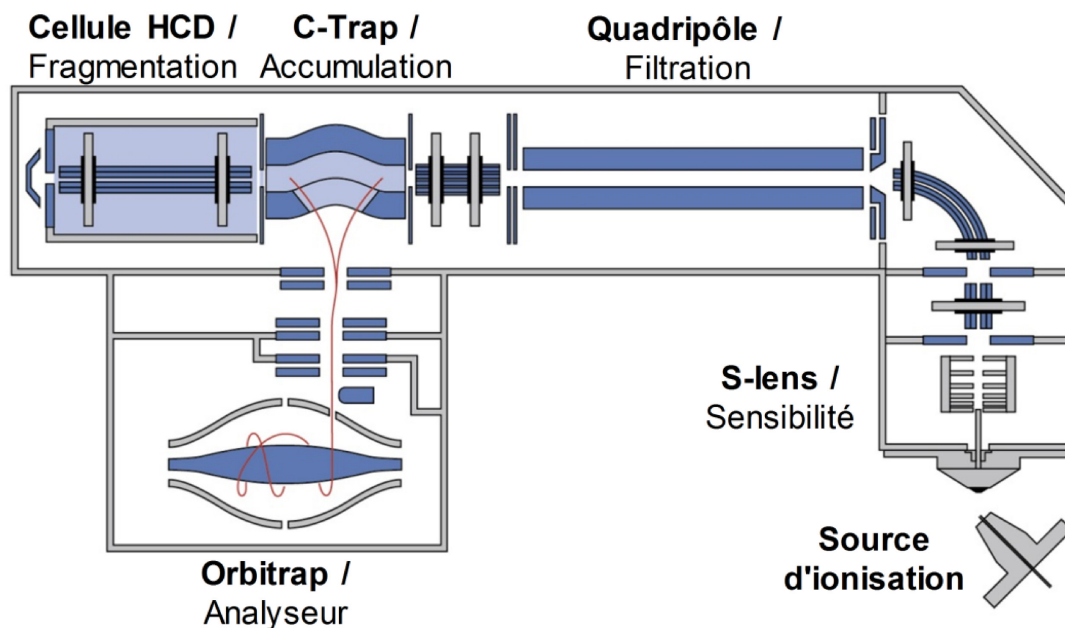 Cellule HCD /
Fragmentation
C-Trap /
Accumulation
Quadripôle /
Filtration
S-lens /
Sensibilité
Source
d'ionisation
Orbitrap /
Analyseur